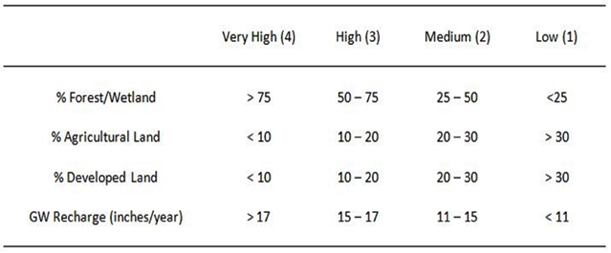 Very High (4) High (3) Medium (2) Low (1)
% Forest/Wetland > 75 50 – 75 25 – 50 <25
% Agricultural Land < 10 10 – 20 20 – 30 > 30
% Developed Land < 10 10 – 20 20 – 30 > 30
GW Recharge (inches/year) > 17 15 – 17 11 – 15 < 11